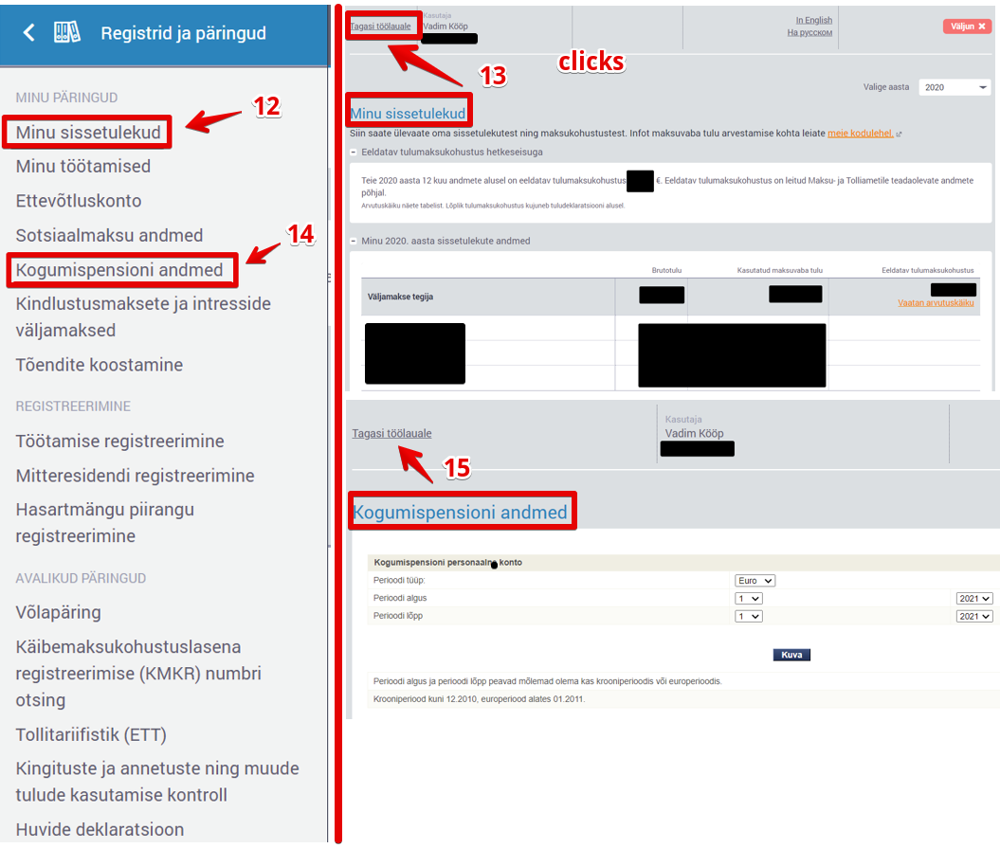 Registrid ja päringud
MINU PÄRINGUD
12
Minu sissetulekud
Minu töötamised
Ettevõtluskonto
Sotsiaalmaksu andmed
14
Kogumispensioni andmed
Kindlustusmaksete ja intresside
väljamaksed
Tõendite koostamine
REGISTREERIMINE
Töötamise registreerimine
Mitteresidendi registreerimine
Hasartmängu piirangu
registreerimine
AVALIKUD PÄRINGUD
Võlapäring
Käibemaksukohustuslasena
registreerimise (KMKR) numbri
otsing
Tollitariifistik (ETT)
Kingituste ja annetuste ning muude
tulude kasutamise kontroll
Huvide deklaratsioon
Tagasi töölauale
Kasutaja
Vadim Kööp
In English
На русском
Väljun ×
13
clicks
Valige aasta 2020
Minu sissetulekud
Siin saate ülevaate oma sissetulekutest ning maksukohustustest. Infot maksuvaba tulu arvestamise kohta leiate meie kodulehel.
Eeldatav tulumaksukohustus hetkeseisuga
Teie 2020 aasta 12 kuu andmete alusel on eeldatav tulumaksukohustus €. Eeldatav tulumaksukohustus on leitud Maksu- ja Tolliametile teadaolevate andmete
põhjal.
Arvutuskäiku näete tabelist. Lõplik tulumaksukohustus kujuneb tuludeklaratsiooni alusel.
Minu 2020. aasta sissetulekute andmed
Brutotulu Kasutatud maksuvaba tulu Eeldatav tulumaksukohustus
Väljamakse tegija
Vaatan arvutuskäiku
Tagasi töölauale
Kasutaja
Vadim Kööp
15
Kogumispensioni andmed
Kogumispensioni personaalne konto
Perioodi tüüp: Euro
Perioodi algus 1 2021
Perioodi lõpp 1 2021
Kuva
Perioodi algus ja perioodi lõpp peavad mõlemad olema kas krooniperioodis või europerioodis.
Krooniperiood kuni 12.2010, europeriood alates 01.2011.